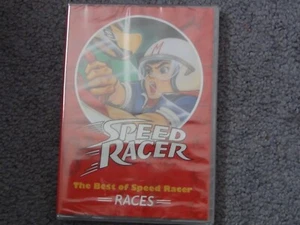 M
SPEED
RACER
The Best of Speed Racer
RACES